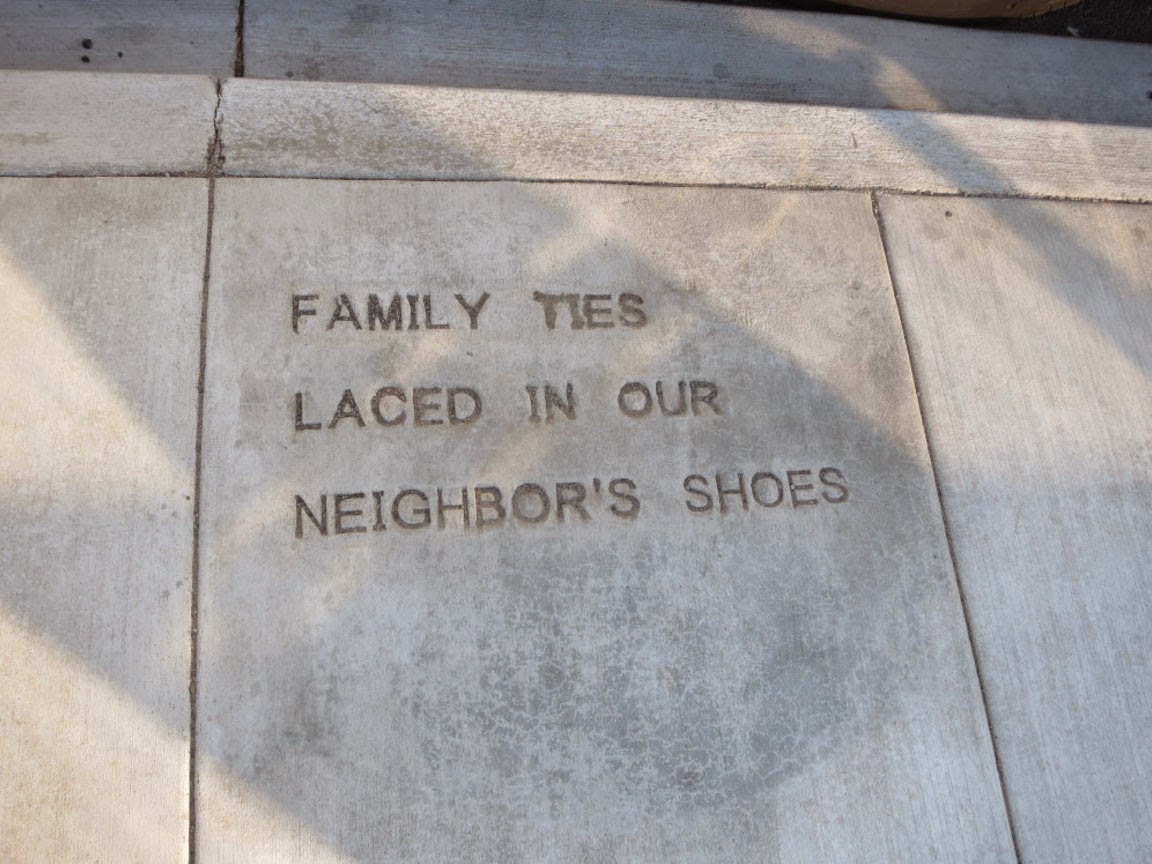 FAMILY TIES
LACED IN OUR
NEIGHBOR'S SHOES